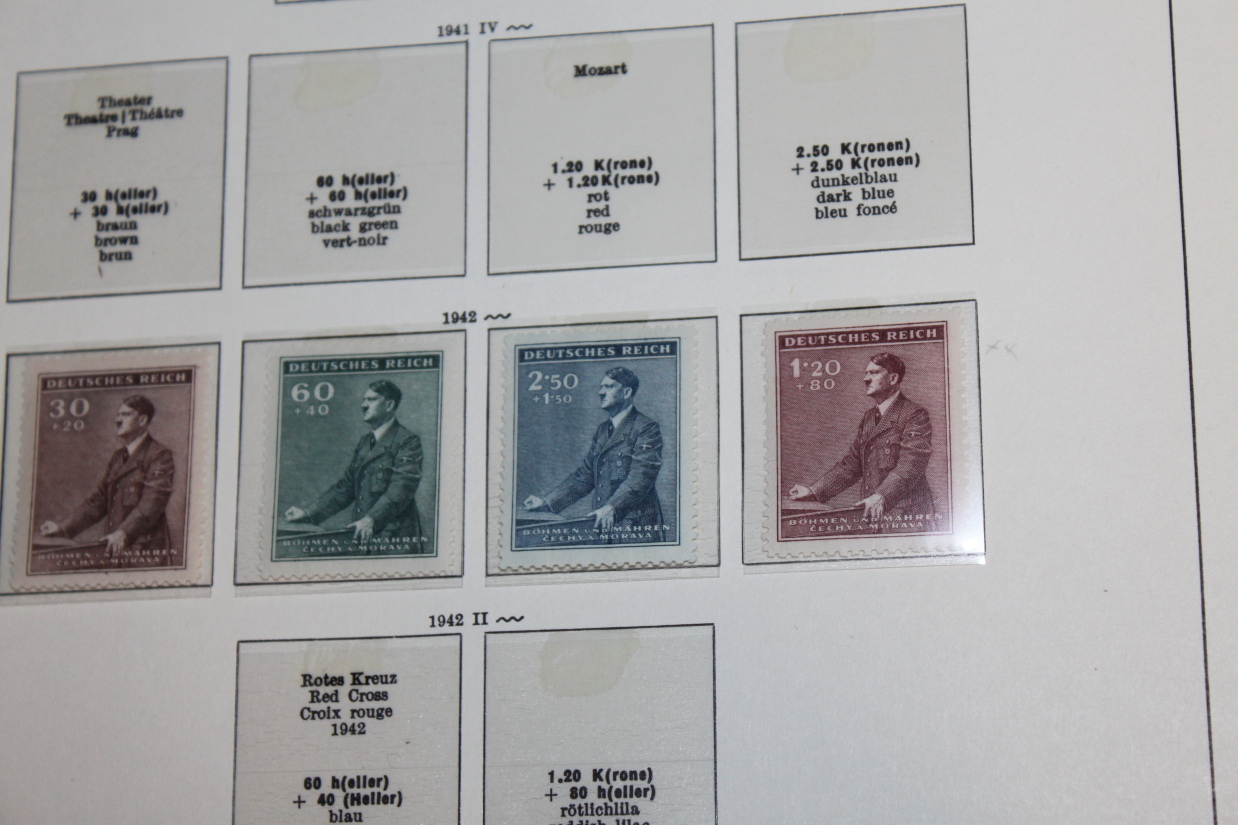 1941 IV
Theater
Theatre | Théâtre
Prag
30 h(eller)
+ 30 h(eller)
braun
brown
brun
60 h(eller)
+ 60 h(eller)
schwarzgrün
black green
vert-noir
Mozart
1.20 K(rone)
+ 1.20 K(rone)
rot
red
rouge
2.50 K(ronen)
+ 2.50 K(ronen)
dunkelblau
dark blue
bleu foncé
1942
DEUTSCHES REICH
30
+20
BÖHMEN UND MÄHREN
ČECHY A MORAVA
DEUTSCHES REICH
60
+40
BÖHMEN UND MÄHREN
ČECHY A MORAVA
DEUTSCHES REICH
2·50
+1·50
BÖHMEN UND MÄHREN
ČECHY A MORAVA
DEUTSCHES REICH
1·20
+80
BÖHMEN UND MÄHREN
ČECHY A MORAVA
1942 II
Rotes Kreuz
Red Cross
Croix rouge
1942
60 h(eller)
+ 40 (Heller)
blau
1.20 K(rone)
+ 80 h(eller)
rötlichlila
reddish lilac